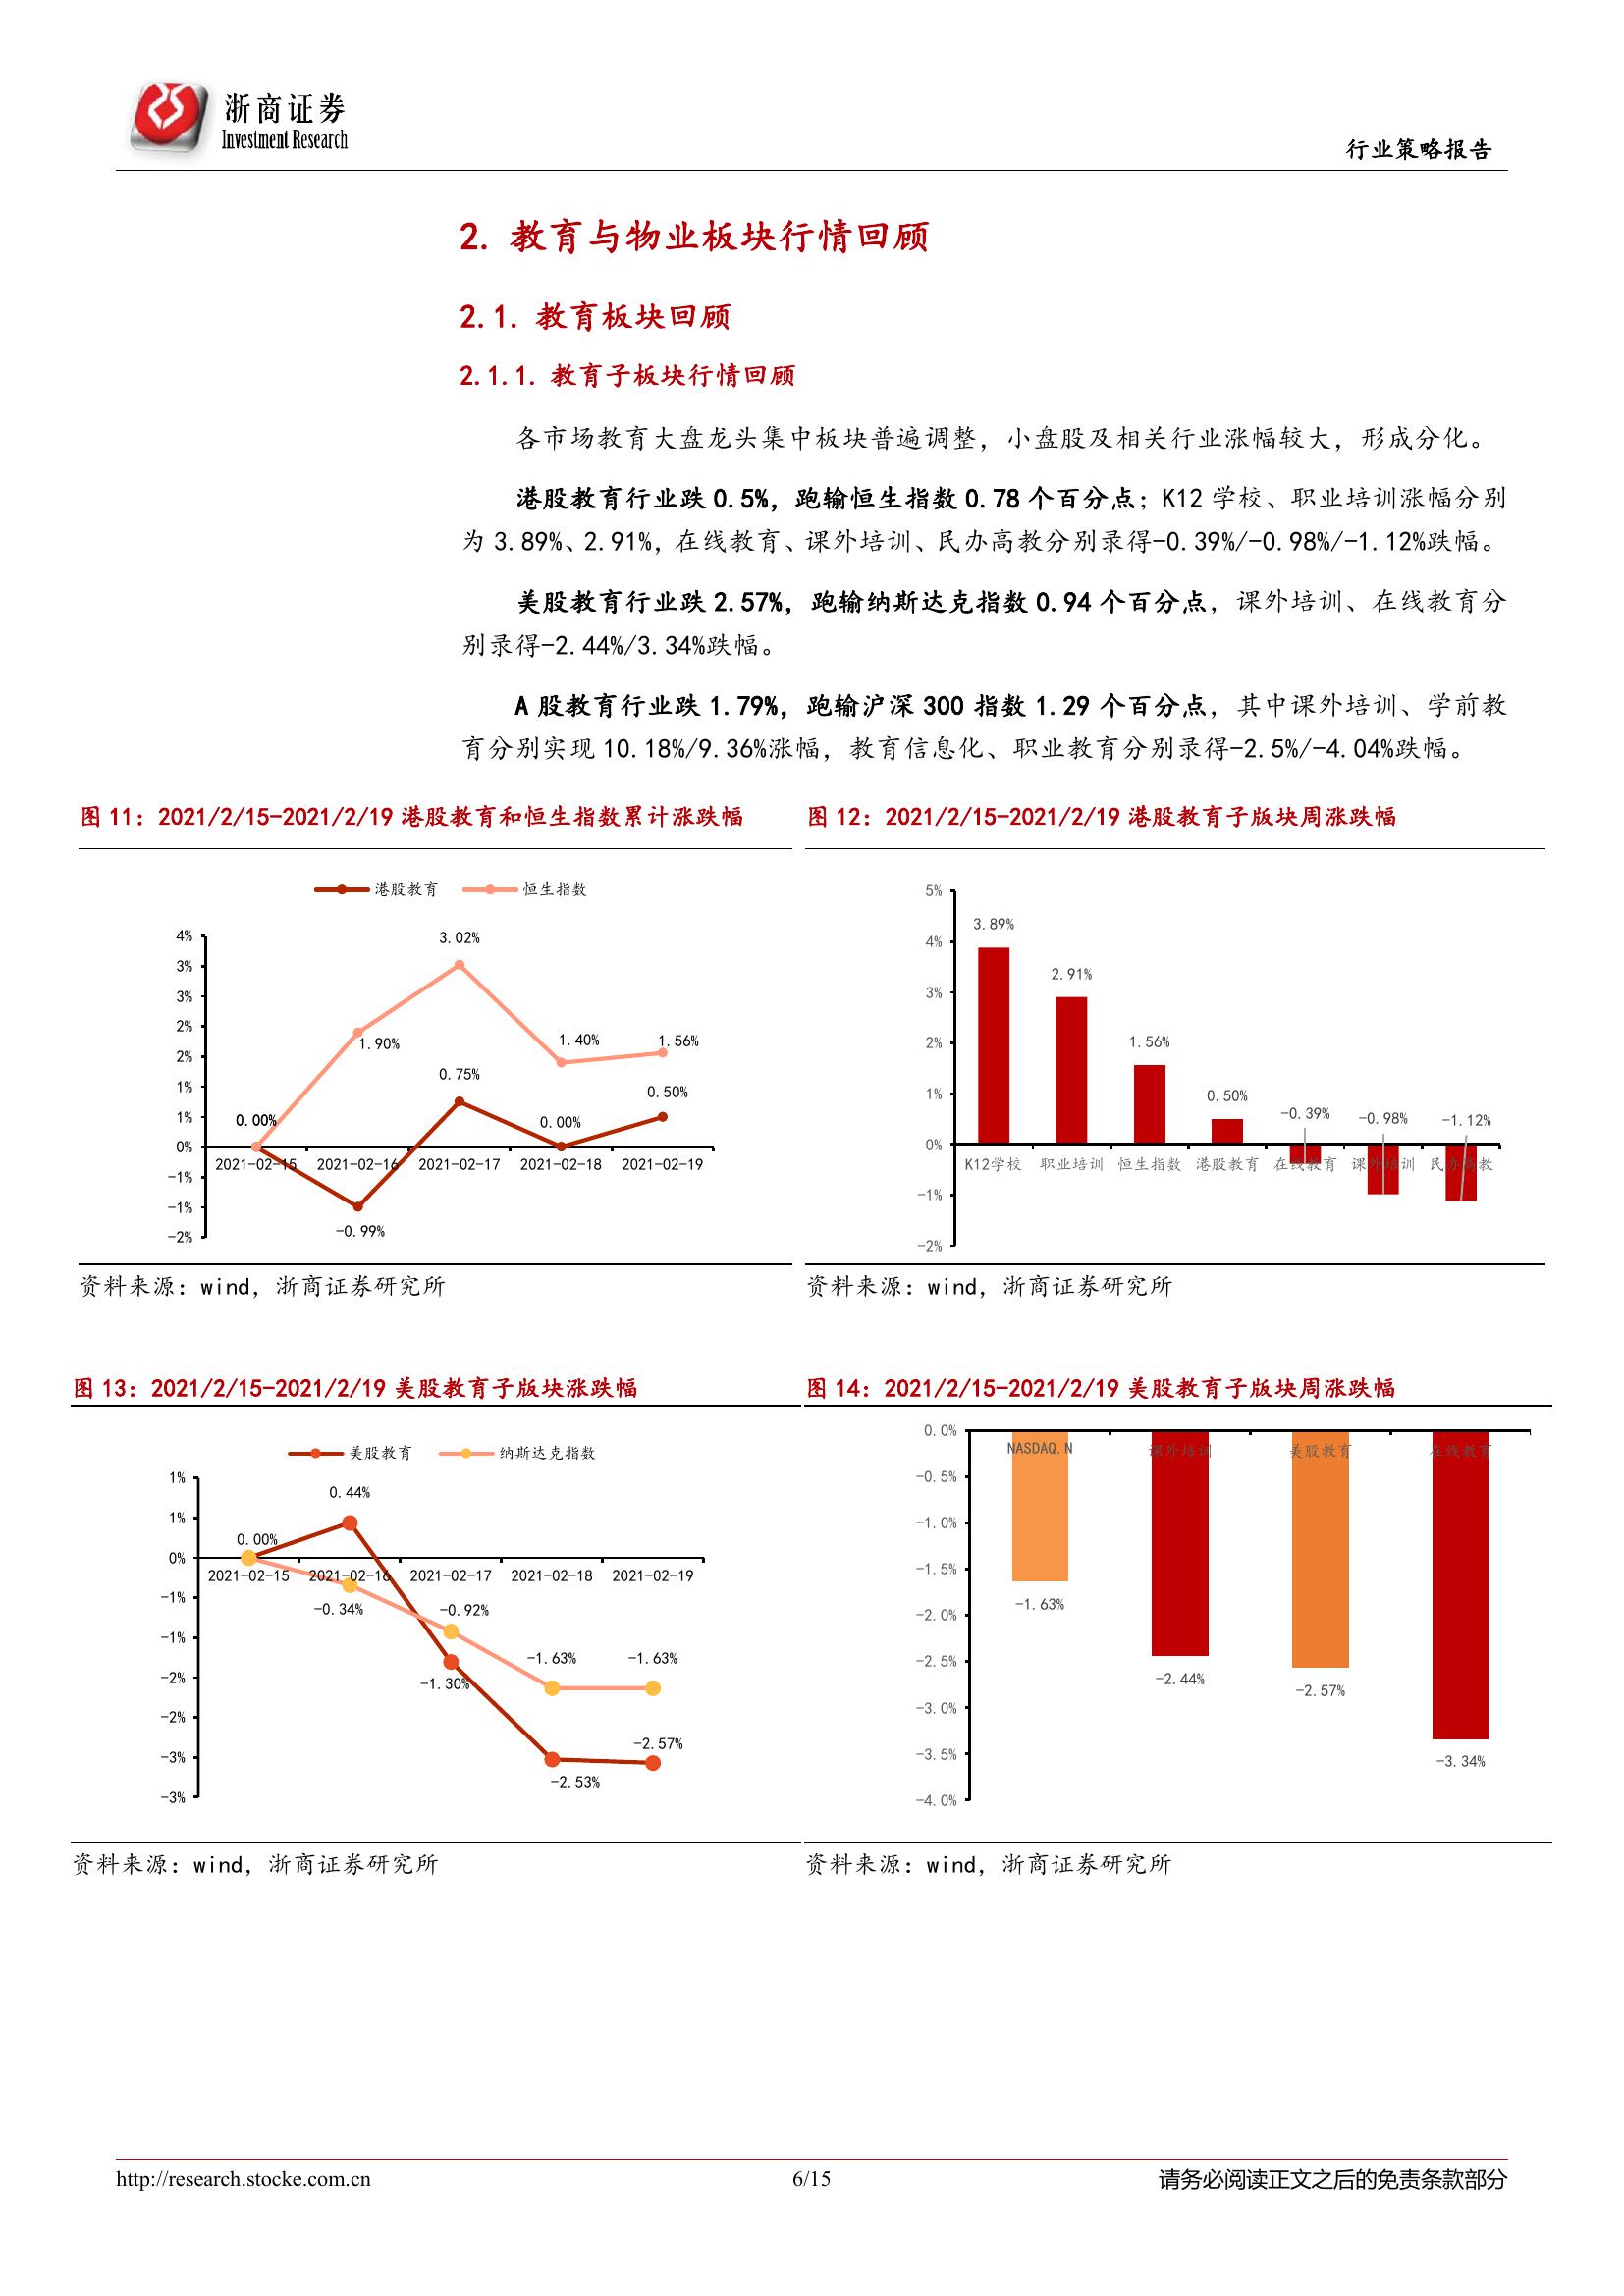 浙商证券
Investment Research
行业策略报告
2. 教育与物业板块行情回顾
2.1. 教育板块回顾
2.1.1. 教育子板块行情回顾
各市场教育大盘龙头集中板块普遍调整，小盘股及相关行业涨幅较大，形成分化。
港股教育行业跌 0.5%，跑输恒生指数 0.78 个百分点；K12 学校、职业培训涨幅分别
为 3.89%、2.91%，在线教育、课外培训、民办高教分别录得-0.39%/-0.98%/-1.12%跌幅。
美股教育行业跌 2.57%，跑输纳斯达克指数 0.94 个百分点，课外培训、在线教育分
别录得-2.44%/3.34%跌幅。
A 股教育行业跌 1.79%，跑输沪深 300 指数 1.29 个百分点，其中课外培训、学前教
育分别实现 10.18%/9.36%涨幅，教育信息化、职业教育分别录得-2.5%/-4.04%跌幅。
图 11：2021/2/15-2021/2/19 港股教育和恒生指数累计涨跌幅
港股教育 恒生指数
4%
3%
3%
2%
2%
1%
1%
0%
-1%
-1%
-2%
3.02%
1.90%
1.40%
1.56%
0.75%
0.50%
0.00%
0.00%
-0.99%
2021-02-15 2021-02-16 2021-02-17 2021-02-18 2021-02-19
资料来源：wind，浙商证券研究所
图 12：2021/2/15-2021/2/19 港股教育子版块周涨跌幅
5%
4%
3%
2%
1%
0%
-1%
-2%
3.89%
2.91%
1.56%
0.50%
-0.39%
-0.98%
-1.12%
K12学校 职业培训 恒生指数 港股教育 在线教育 课外培训 民办高教
资料来源：wind，浙商证券研究所
图 13：2021/2/15-2021/2/19 美股教育子版块涨跌幅
美股教育 纳斯达克指数
1%
1%
0%
-1%
-1%
-2%
-2%
-3%
-3%
0.44%
0.00%
2021-02-15 2021-02-16 2021-02-17 2021-02-18 2021-02-19
-0.34%
-0.92%
-1.63%
-1.63%
-1.30%
-2.57%
-2.53%
资料来源：wind，浙商证券研究所
图 14：2021/2/15-2021/2/19 美股教育子版块周涨跌幅
0.0%
-0.5%
-1.0%
-1.5%
-2.0%
-2.5%
-3.0%
-3.5%
-4.0%
NASDAQ.N 课外培训 美股教育 在线教育
-1.63%
-2.44%
-2.57%
-3.34%
资料来源：wind，浙商证券研究所
http://research.stocke.com.cn
6/15
请务必阅读正文之后的免责条款部分